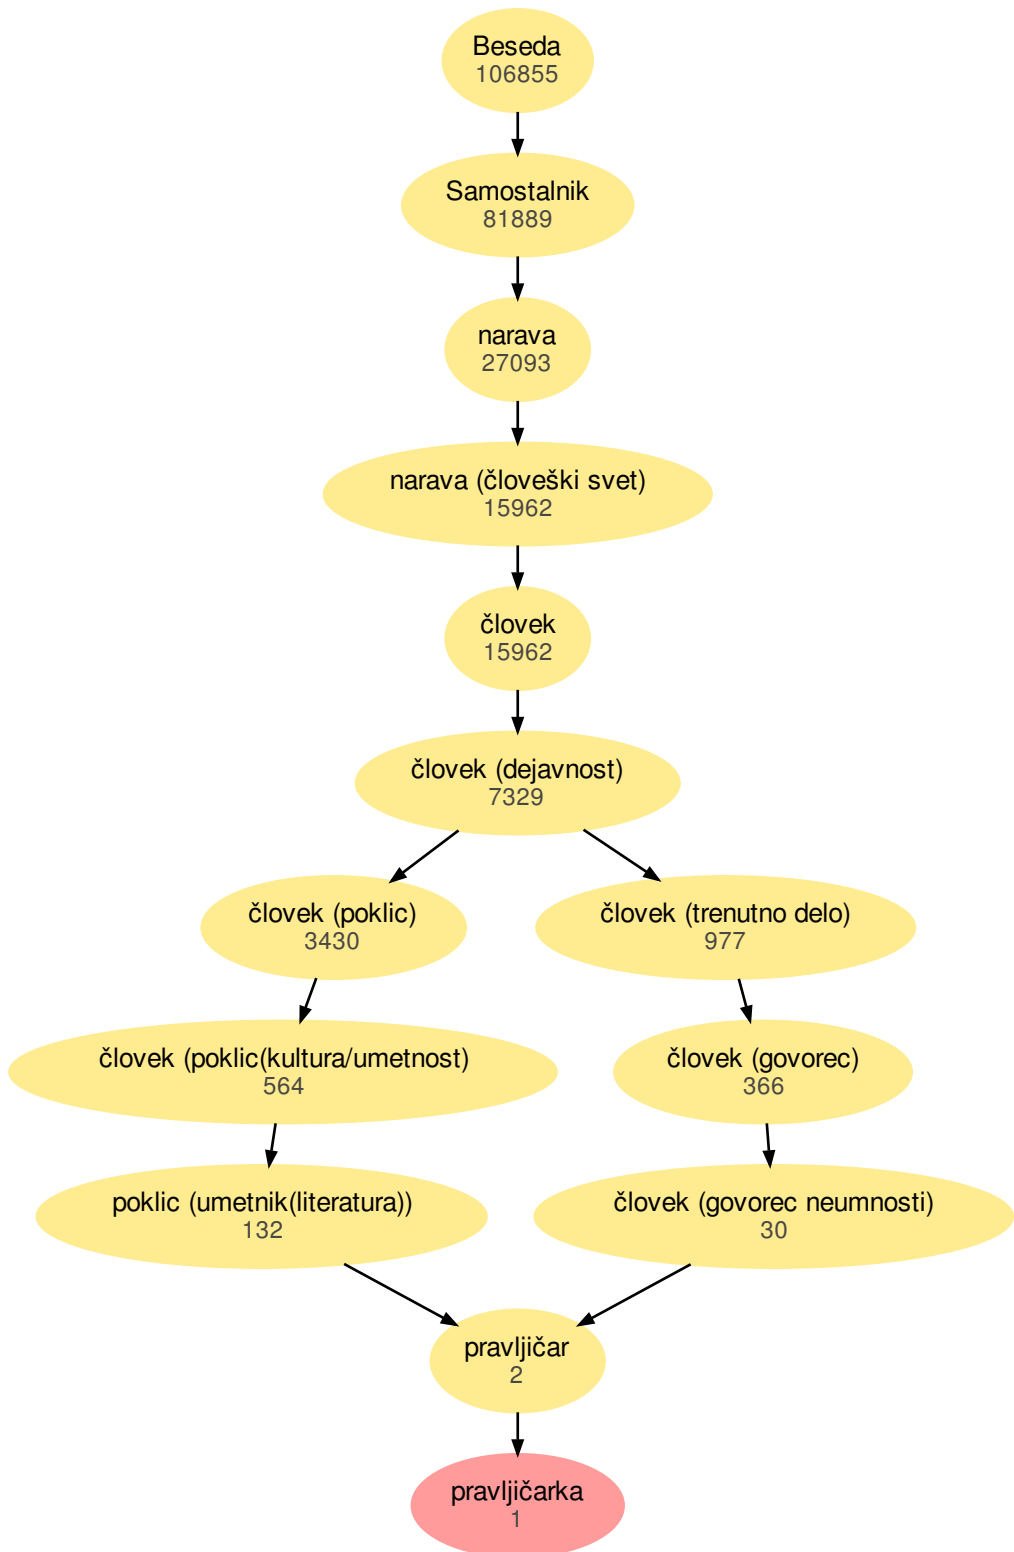 Beseda
106855
Samostalnik
81889
narava
27093
narava (človeški svet)
15962
človek
15962
človek (dejavnost)
7329
človek (poklic)
3430
človek (trenutno delo)
977
človek (poklic(kultura/umetnost)
564
človek (govorec)
366
poklic (umetnik(literatura))
132
človek (govorec neumnosti)
30
pravljičar
2
pravljičarka
1